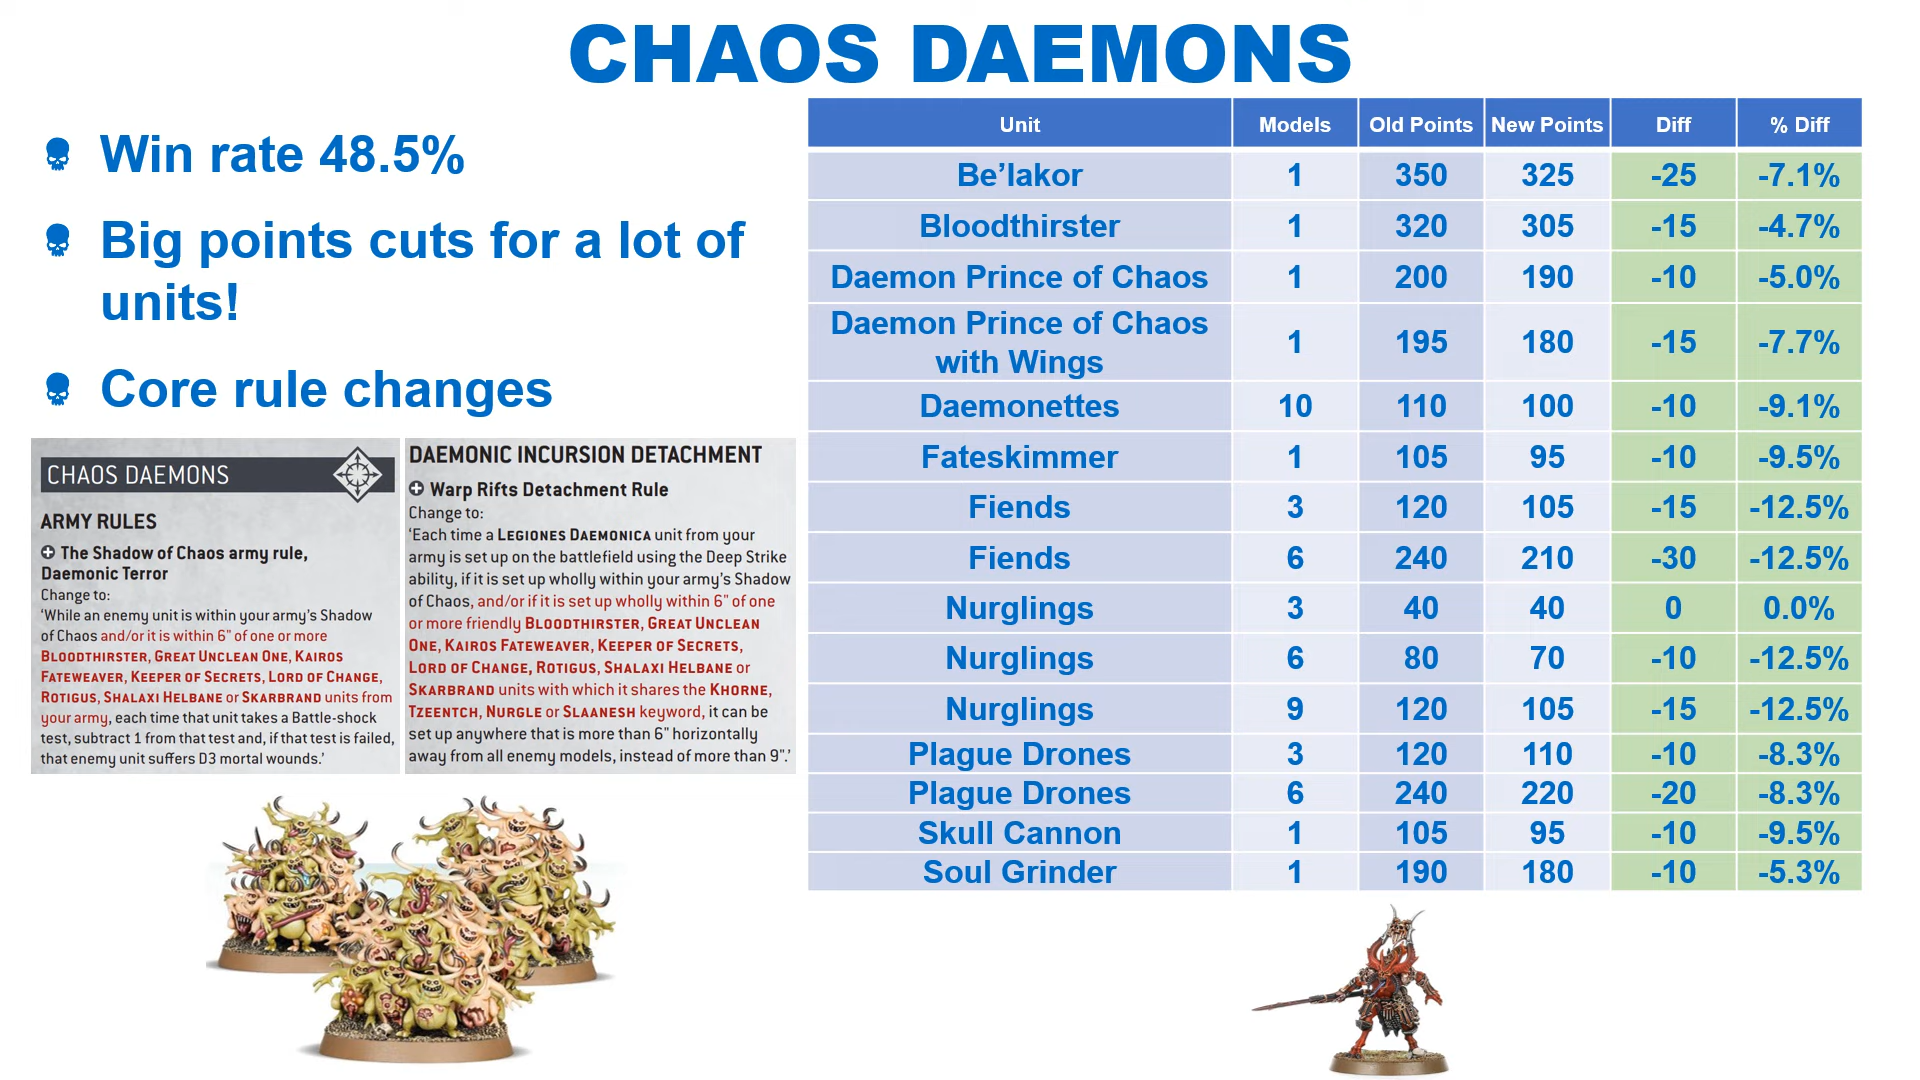 CHAOS DAEMONS
Win rate 48.5%
Big points cuts for a lot of
units!
Core rule changes
CHAOS DAEMONS
ARMY RULES
The Shadow of Chaos army rule,
Daemonic Terror
Change to:
‘While an enemy unit is within your army’s Shadow
of Chaos and/or it is within 6" of one or more
BLOODTHIRSTER, GREAT UNCLEAN ONE, KAIROS
FATEWEAVER, KEEPER OF SECRETS, LORD OF CHANGE,
ROTIGUS, SHALAXI HELBANE or SKARBRAND units from
your army, each time that unit takes a Battle-shock
test, subtract 1 from that test and, if that test is failed,
that enemy unit suffers D3 mortal wounds.’
DAEMONIC INCURSION DETACHMENT
Warp Rifts Detachment Rule
Change to:
‘Each time a LEGIONES DAEMONICA unit from your
army is set up on the battlefield using the Deep Strike
ability, if it is set up wholly within your army’s Shadow
of Chaos, and/or if it is set up wholly within 6" of one
or more friendly BLOODTHIRSTER, GREAT UNCLEAN
ONE, KAIROS FATEWEAVER, KEEPER OF SECRETS,
LORD OF CHANGE, ROTIGUS, SHALAXI HELBANE or
SKARBRAND units with which it shares the KHORNE,
TZEENTCH, NURGLE or SLAANESH keyword, it can be
set up anywhere that is more than 6" horizontally
away from all enemy models, instead of more than 9".’
Unit Models Old Points New Points Diff % Diff
Be’lakor 1 350 325 -25 -7.1%
Bloodthirster 1 320 305 -15 -4.7%
Daemon Prince of Chaos 1 200 190 -10 -5.0%
Daemon Prince of Chaos
with Wings 1 195 180 -15 -7.7%
Daemonettes 10 110 100 -10 -9.1%
Fateskimmer 1 105 95 -10 -9.5%
Fiends 3 120 105 -15 -12.5%
Fiends 6 240 210 -30 -12.5%
Nurglings 3 40 40 0 0.0%
Nurglings 6 80 70 -10 -12.5%
Nurglings 9 120 105 -15 -12.5%
Plague Drones 3 120 110 -10 -8.3%
Plague Drones 6 240 220 -20 -8.3%
Skull Cannon 1 105 95 -10 -9.5%
Soul Grinder 1 190 180 -10 -5.3%